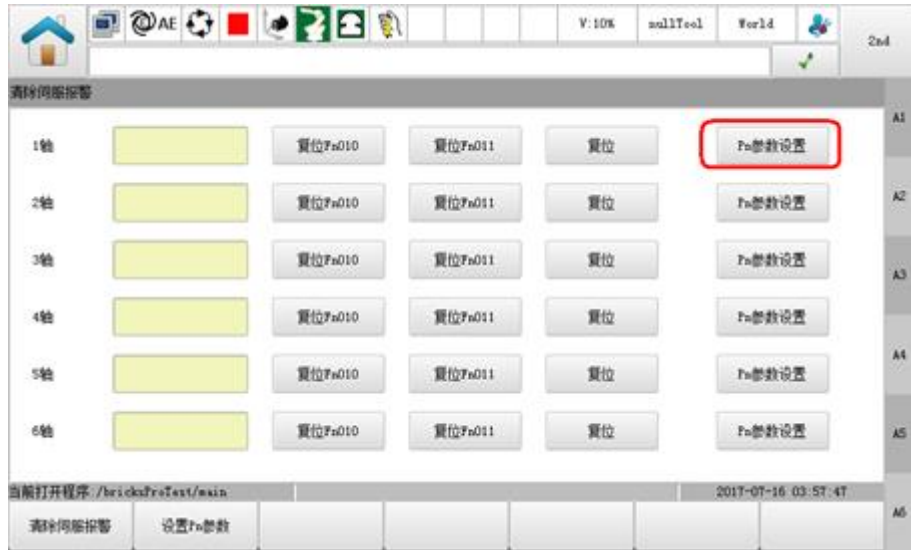 AE V:10% nullTool World 2nd
清除伺服报警
A1
1轴 复位Fn010 复位Fn011 复位 Pn参数设置
A2
2轴 复位Fn010 复位Fn011 复位 Pn参数设置
3轴 复位Fn010 复位Fn011 复位 Pn参数设置
A3
4轴 复位Fn010 复位Fn011 复位 Pn参数设置
A4
5轴 复位Fn010 复位Fn011 复位 Pn参数设置
6轴 复位Fn010 复位Fn011 复位 Pn参数设置
A5
当前打开程序:/bricksProTest/main 2017-07-16 03:57:47
清除伺服报警 设置Pn参数
A6